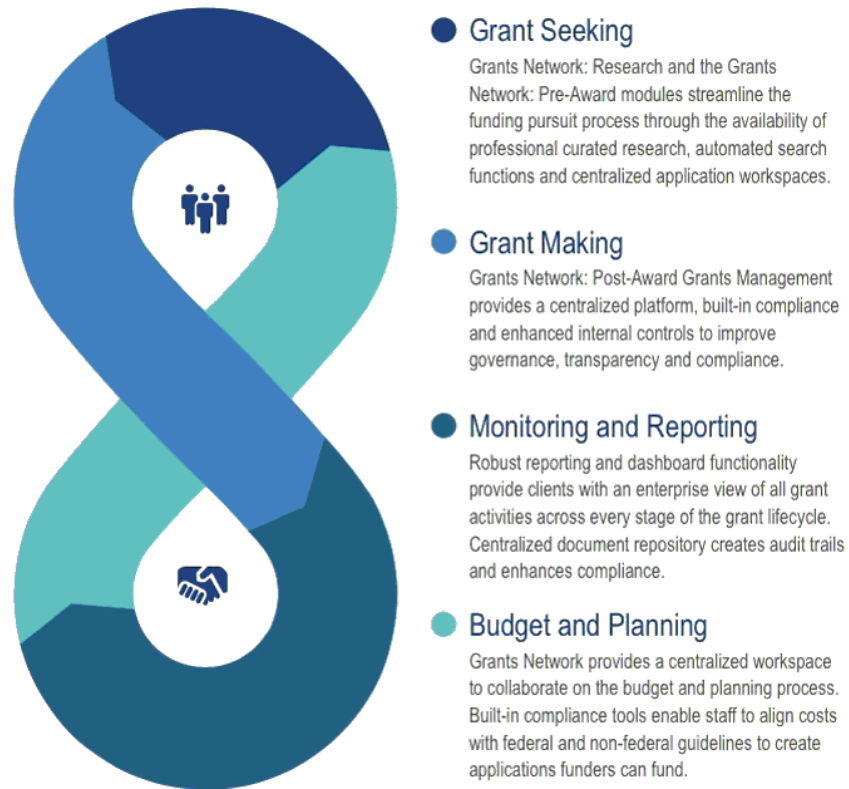 Grant Seeking
Grants Network: Research and the Grants
Network: Pre-Award modules streamline the
funding pursuit process through the availability of
professional curated research, automated search
functions and centralized application workspaces.
Grant Making
Grants Network: Post-Award Grants Management
provides a centralized platform, built-in compliance
and enhanced internal controls to improve
governance, transparency and compliance.
Monitoring and Reporting
Robust reporting and dashboard functionality
provide clients with an enterprise view of all grant
activities across every stage of the grant lifecycle.
Centralized document repository creates audit trails
and enhances compliance.
Budget and Planning
Grants Network provides a centralized workspace
to collaborate on the budget and planning process.
Built-in compliance tools enable staff to align costs
with federal and non-federal guidelines to create
applications funders can fund.